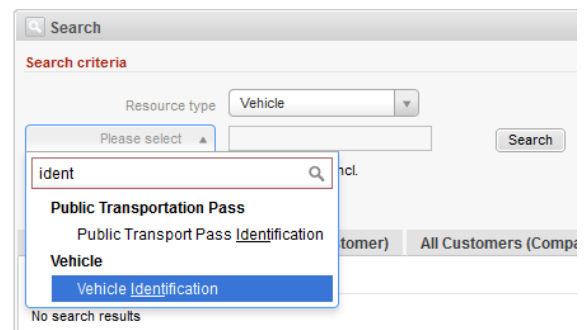 Search
Search criteria
Resource type Vehicle
Please select Search
ident
ncl.
Public Transportation Pass
Public Transport Pass Identification
tomer) All Customers (Compa
Vehicle
Vehicle Identification
No search results